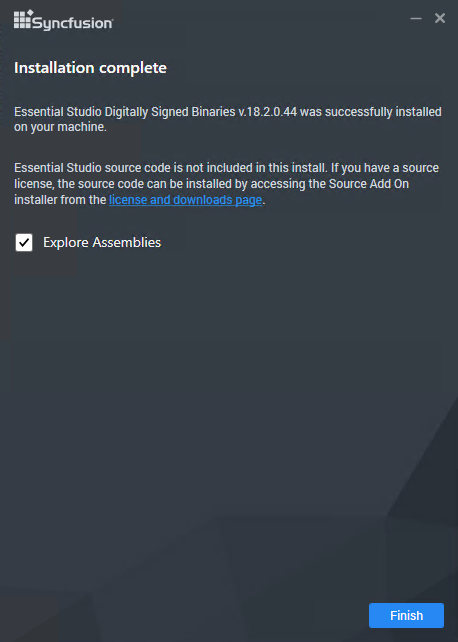 Syncfusion
Installation complete
Essential Studio Digitally Signed Binaries v.18.2.0.44 was successfully installed
on your machine.
Essential Studio source code is not included in this install. If you have a source
license, the source code can be installed by accessing the Source Add On
installer from the license and downloads page.
Explore Assemblies
Finish